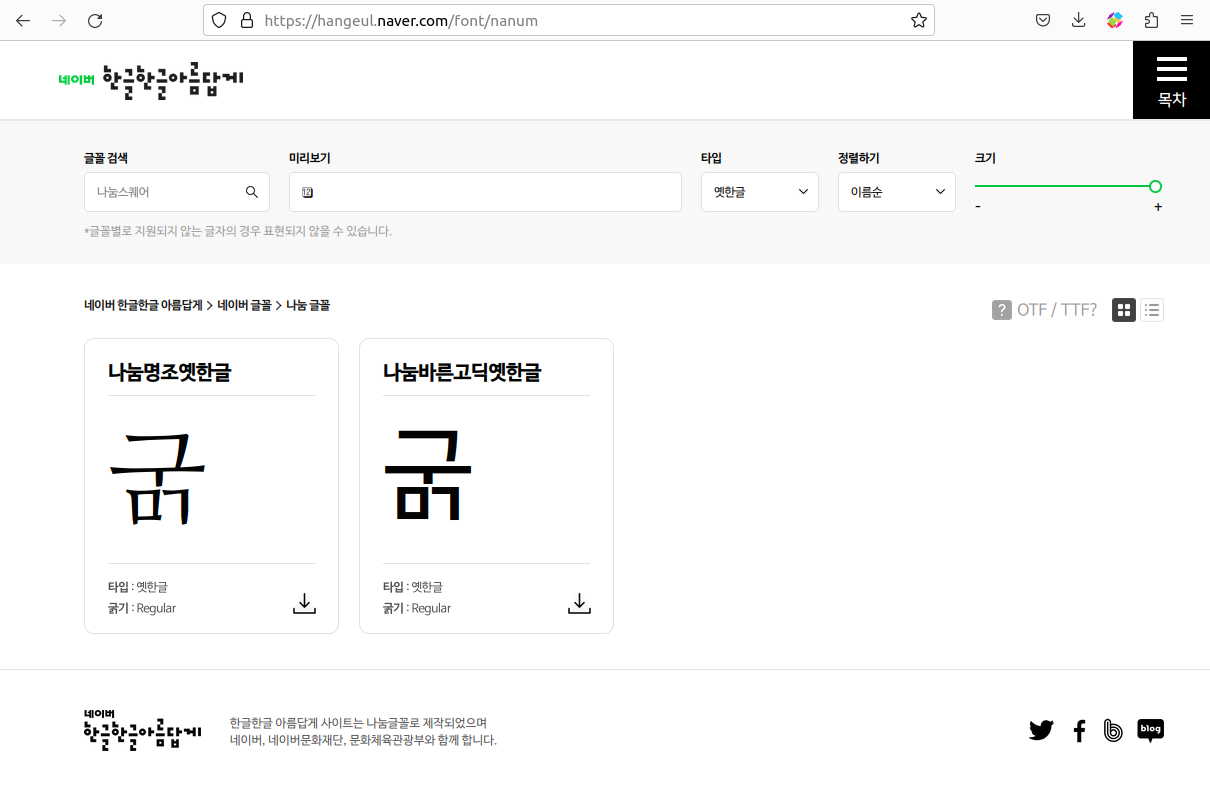 https://hangeul.naver.com/font/nanum
네이버 한글한글아름답게
목차
글꼴 검색 미리보기 타입 정렬하기 크기
나눔스퀘어 옛한글 이름순
- +
*글꼴별로 지원되지 않는 글자의 경우 표현되지 않을 수 있습니다.
네이버 한글한글 아름답게 > 네이버 글꼴 > 나눔 글꼴
? OTF / TTF?
나눔명조옛한글
구ᇚ
타입 : 옛한글
굵기 : Regular
나눔바른고딕옛한글
구ᇚ
타입 : 옛한글
굵기 : Regular
네이버
한글한글아름답게
한글한글 아름답게 사이트는 나눔글꼴로 제작되었으며
네이버, 네이버문화재단, 문화체육관광부와 함께 합니다.
blog